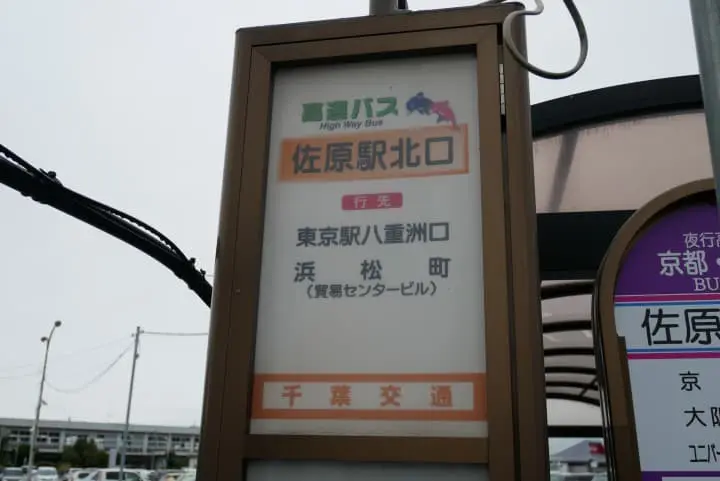 高速バス
High Way Bus
佐原駅北口
行先
東京駅八重洲口
浜松町
(貿易センタービル)
千葉交通
夜行高
京都・
BU
佐原
京
大阪
ユニバー